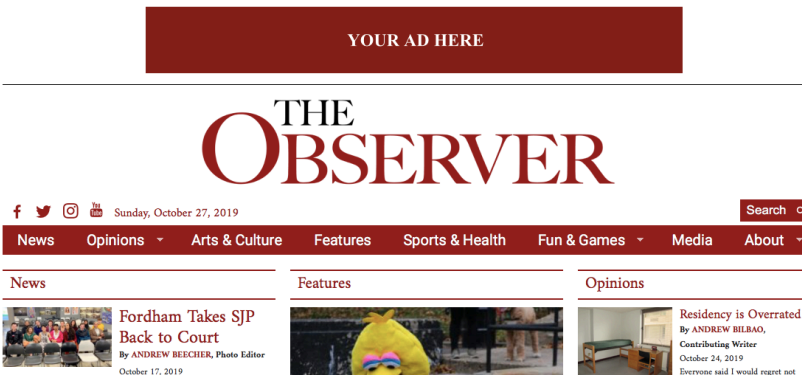 YOUR AD HERE
THE
OBSERVER
You
Tube
Sunday, October 27, 2019
Search
News Opinions Arts & Culture Features Sports & Health Fun & Games Media About
News
Features
Opinions
Fordham Takes SJP
Back to Court
By ANDREW BEECHER, Photo Editor
October 17, 2019
Residency is Overrated
By ANDREW BILBAO,
Contributing Writer
October 24, 2019
Everyone said I would regret not